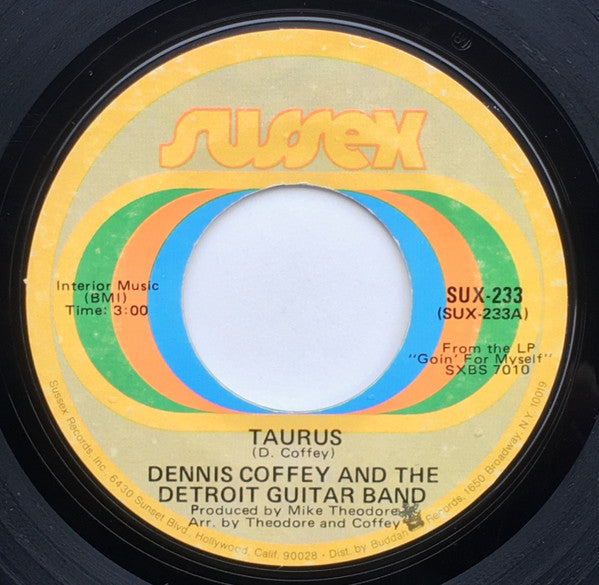 sussex
Interior Music
(BMI)
Time: 3:00
SUX-233
(SUX-233A)
From the LP
"Goin' For Myself"
SXBS 7010
TAURUS
(D. Coffey)
DENNIS COFFEY AND THE
DETROIT GUITAR BAND
Produced by Mike Theodore
Arr. by Theodore and Coffey
Sussex Records, Inc., 6430 Sunset Blvd., Hollywood, Calif. 90028 - Dist. by Buddah Records, 1650 Broadway, N.Y. 10019